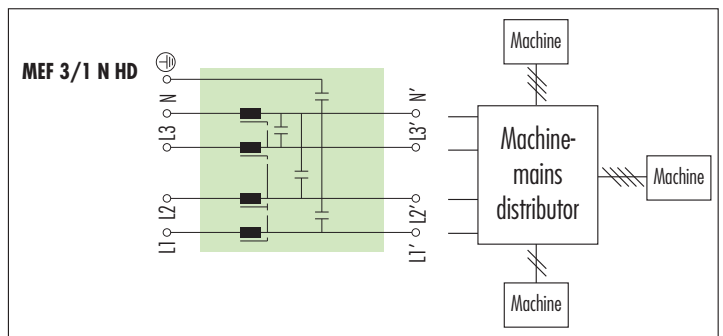 MEF 3/1 N HD
N
L3
L2
L1
N’
L3’
L2’
L1’
Machine
Machine-
mains
distributor
Machine
Machine